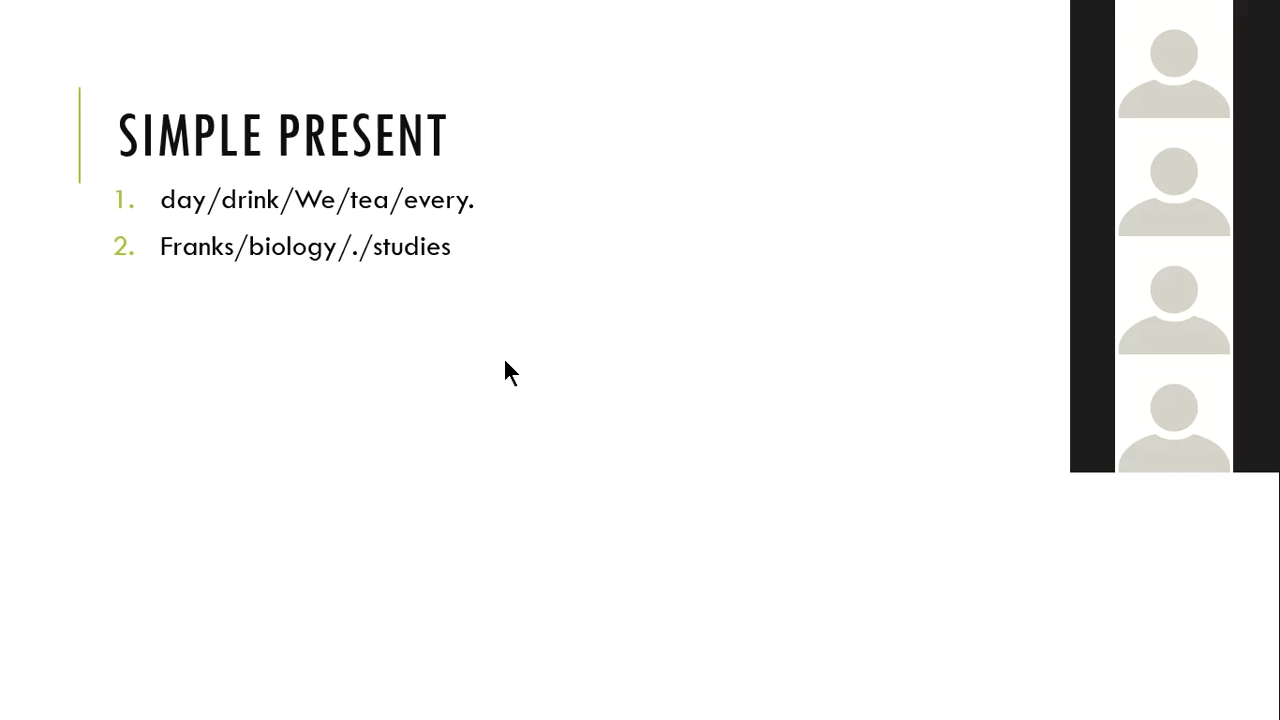 SIMPLE PRESENT
1. day/drink/We/tea/every.
2. Franks/biology/./studies